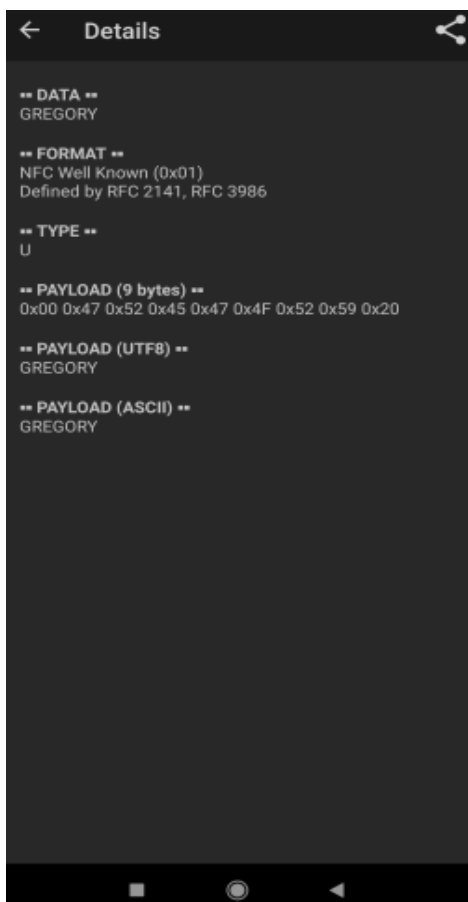 Details
-- DATA --
GREGORY
-- FORMAT --
NFC Well Known (0x01)
Defined by RFC 2141, RFC 3986
-- TYPE --
U
-- PAYLOAD (9 bytes) --
0x00 0x47 0x52 0x45 0x47 0x4F 0x52 0x59 0x20
-- PAYLOAD (UTF8) --
GREGORY
-- PAYLOAD (ASCII) --
GREGORY